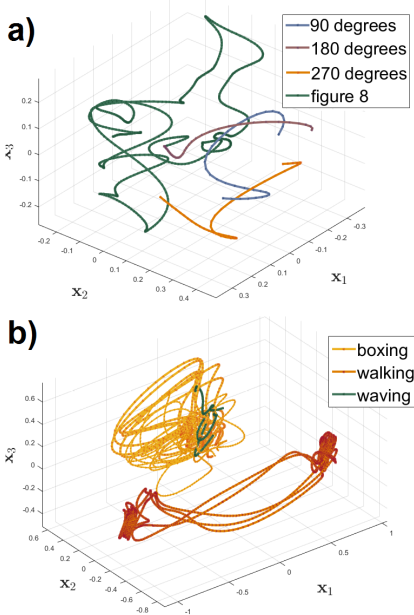 a)
90 degrees
180 degrees
270 degrees
figure 8
0.2
0.1
0
-0.1
-0.2
x3
-0.2
-0.1
0
0.1
0.2
0.3
0.4
x2
-0.3
-0.2
-0.1
0
0.1
0.2
0.3
x1
b)
boxing
walking
waving
0.6
0.4
0.2
0
-0.2
-0.4
x3
0.6
0.4
0.2
0
-0.2
-0.4
-0.6
-0.8
x2
-1
-0.5
0
0.5
1
x1